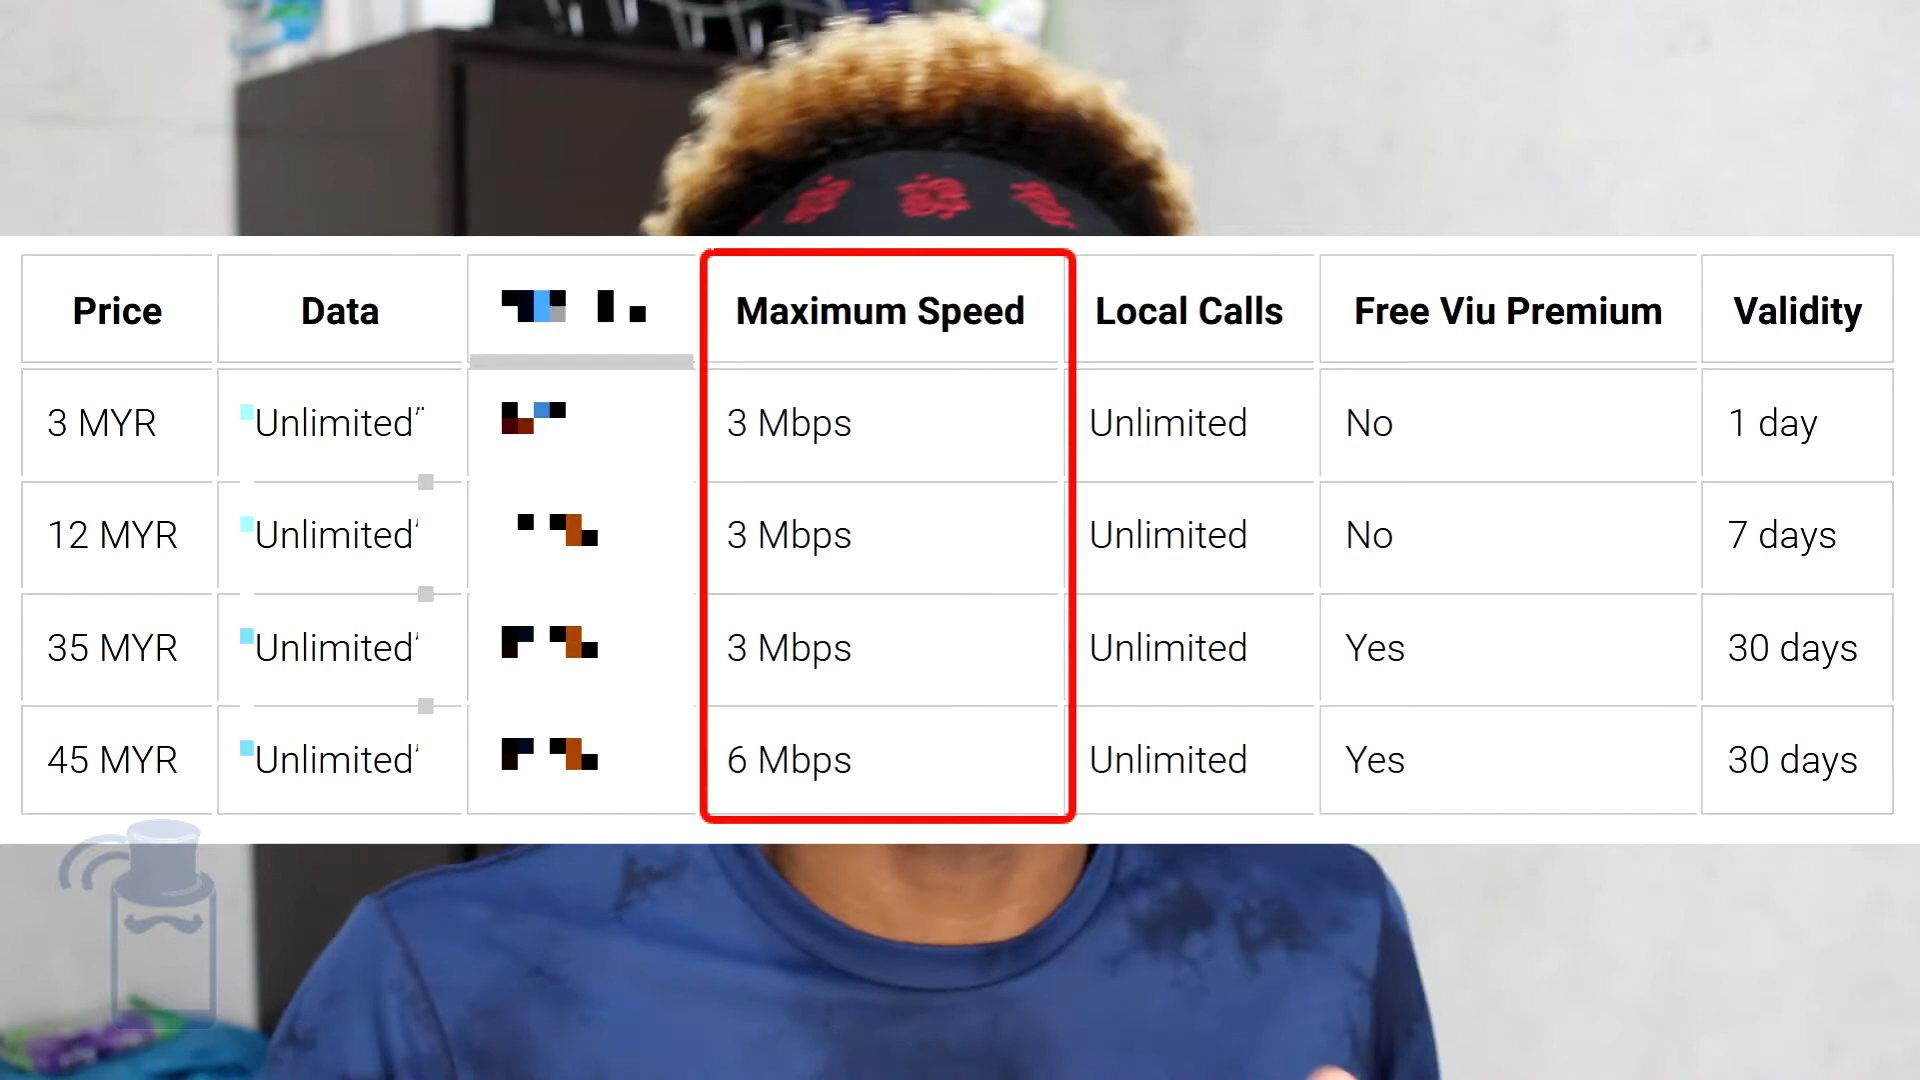 Price Data Maximum Speed Local Calls Free Viu Premium Validity
3 MYR Unlimited 3 Mbps Unlimited No 1 day
12 MYR Unlimited 3 Mbps Unlimited No 7 days
35 MYR Unlimited 3 Mbps Unlimited Yes 30 days
45 MYR Unlimited 6 Mbps Unlimited Yes 30 days